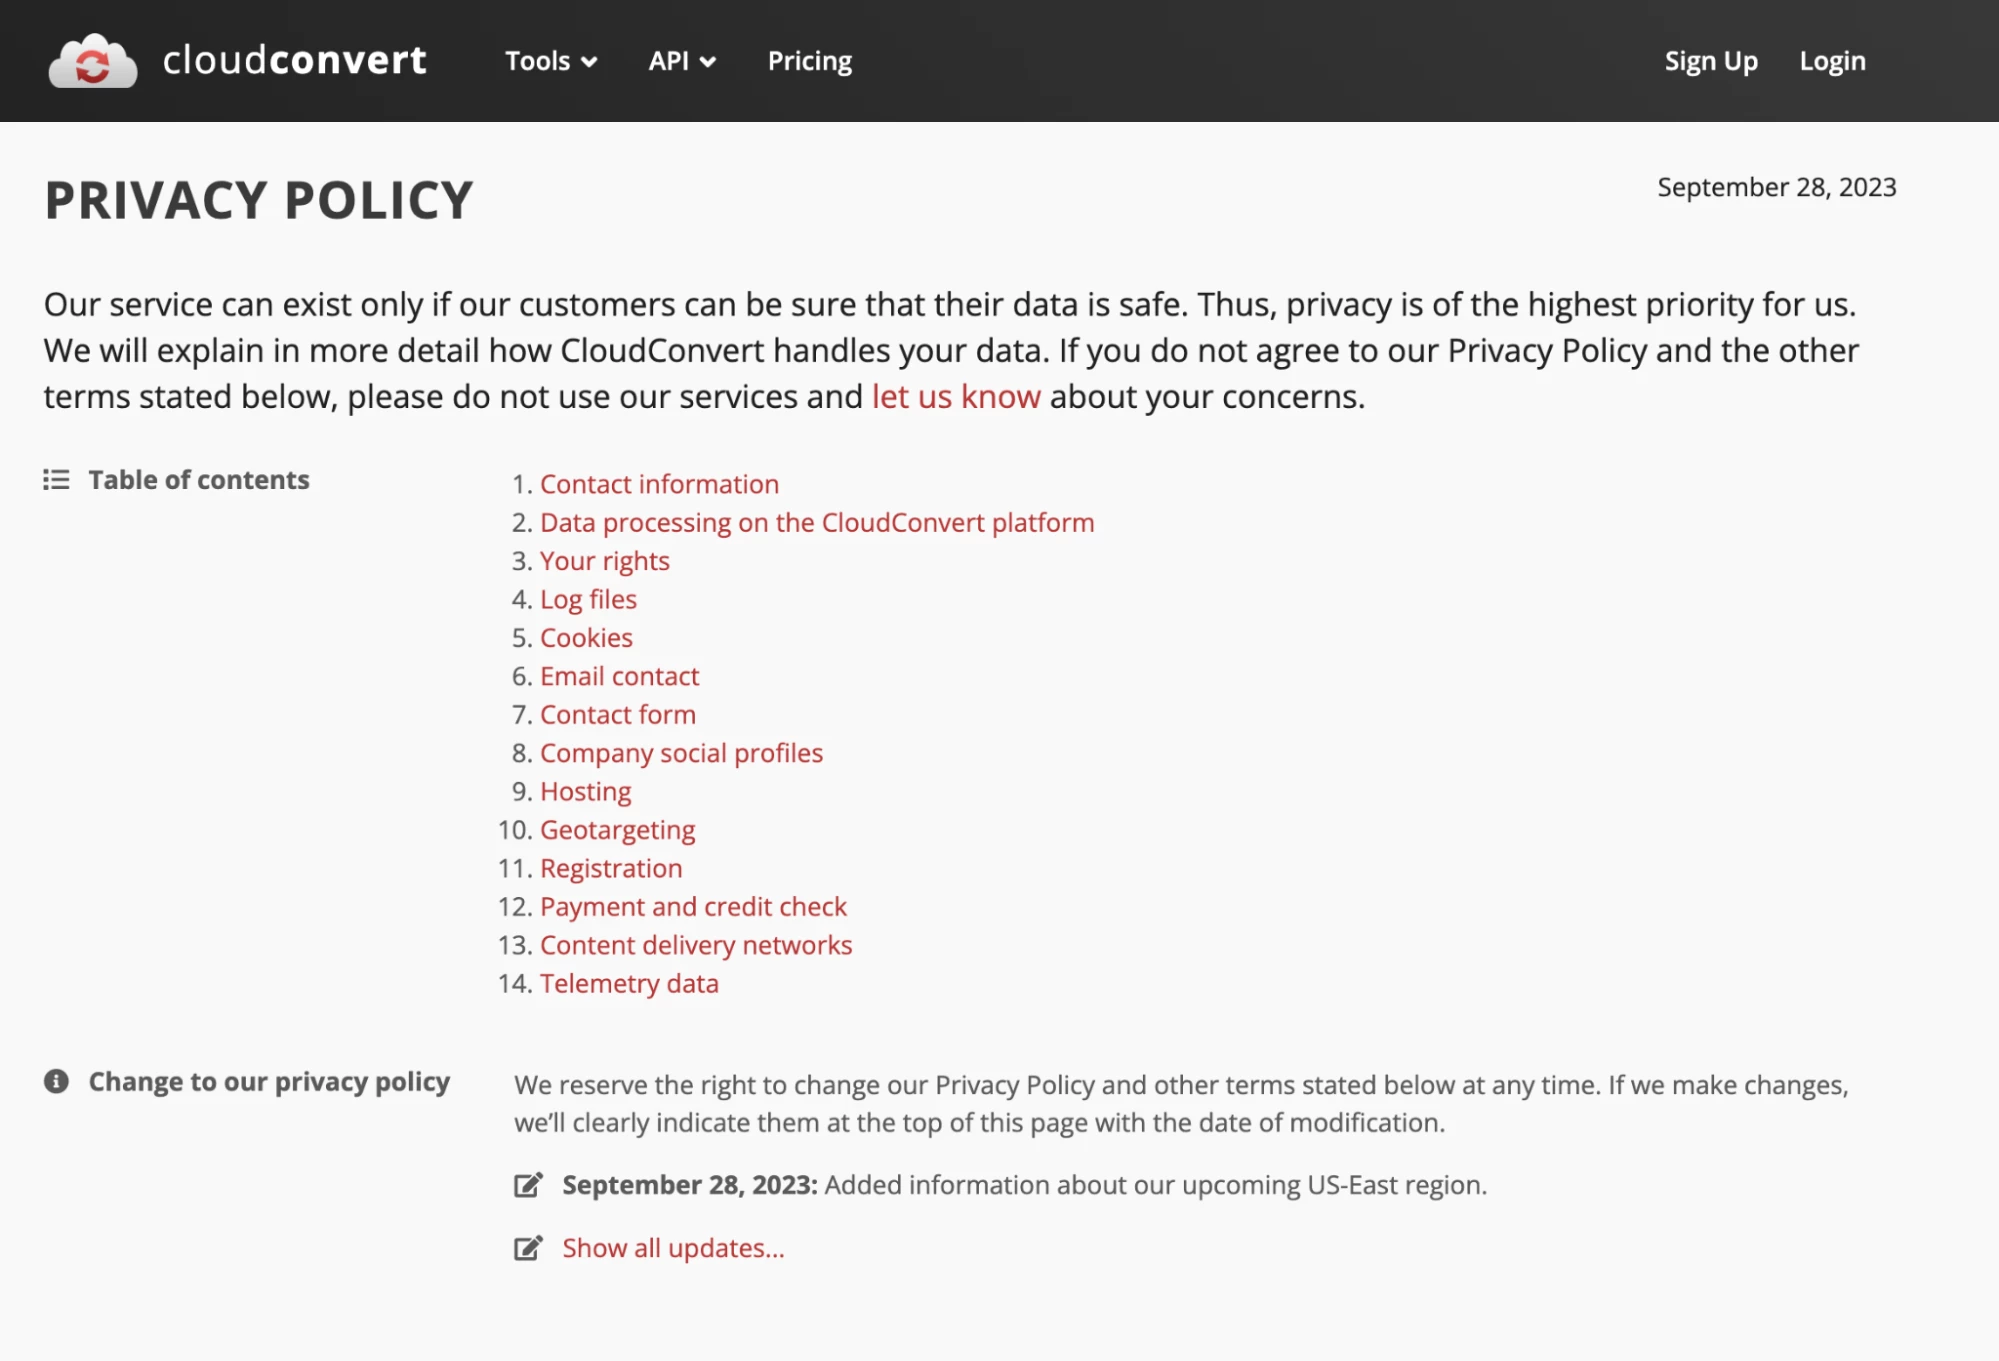 cloudconvert Tools API Pricing Sign Up Login
PRIVACY POLICY
September 28, 2023
Our service can exist only if our customers can be sure that their data is safe. Thus, privacy is of the highest priority for us.
We will explain in more detail how CloudConvert handles your data. If you do not agree to our Privacy Policy and the other
terms stated below, please do not use our services and let us know about your concerns.
Table of contents
1. Contact information
2. Data processing on the CloudConvert platform
3. Your rights
4. Log files
5. Cookies
6. Email contact
7. Contact form
8. Company social profiles
9. Hosting
10. Geotargeting
11. Registration
12. Payment and credit check
13. Content delivery networks
14. Telemetry data
Change to our privacy policy
We reserve the right to change our Privacy Policy and other terms stated below at any time. If we make changes,
we’ll clearly indicate them at the top of this page with the date of modification.
September 28, 2023: Added information about our upcoming US-East region.
Show all updates...